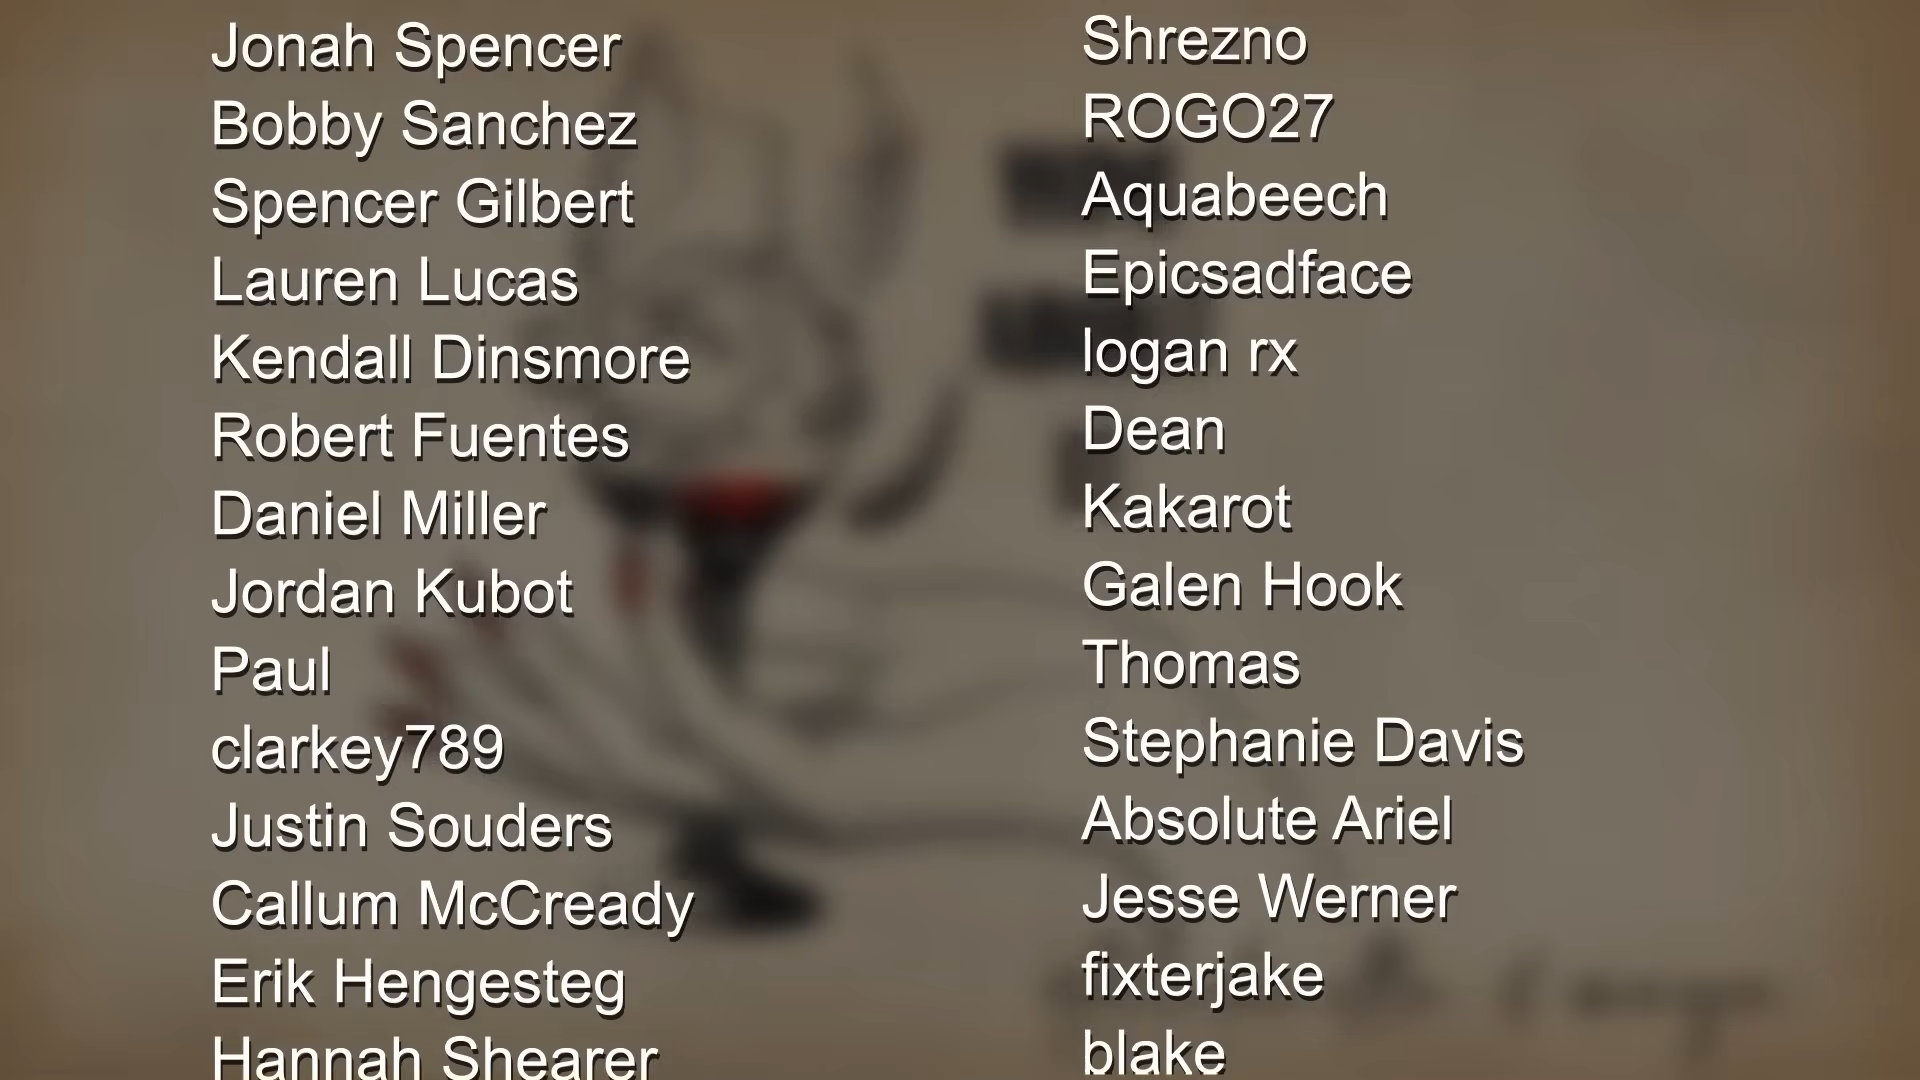 Jonah Spencer
Bobby Sanchez
Spencer Gilbert
Lauren Lucas
Kendall Dinsmore
Robert Fuentes
Daniel Miller
Jordan Kubot
Paul
clarkey789
Justin Souders
Callum McCready
Erik Hengesteg
Hannah Shearer
Shrezno
ROGO27
Aquabeech
Epicsadface
logan rx
Dean
Kakarot
Galen Hook
Thomas
Stephanie Davis
Absolute Ariel
Jesse Werner
fixterjake
blake